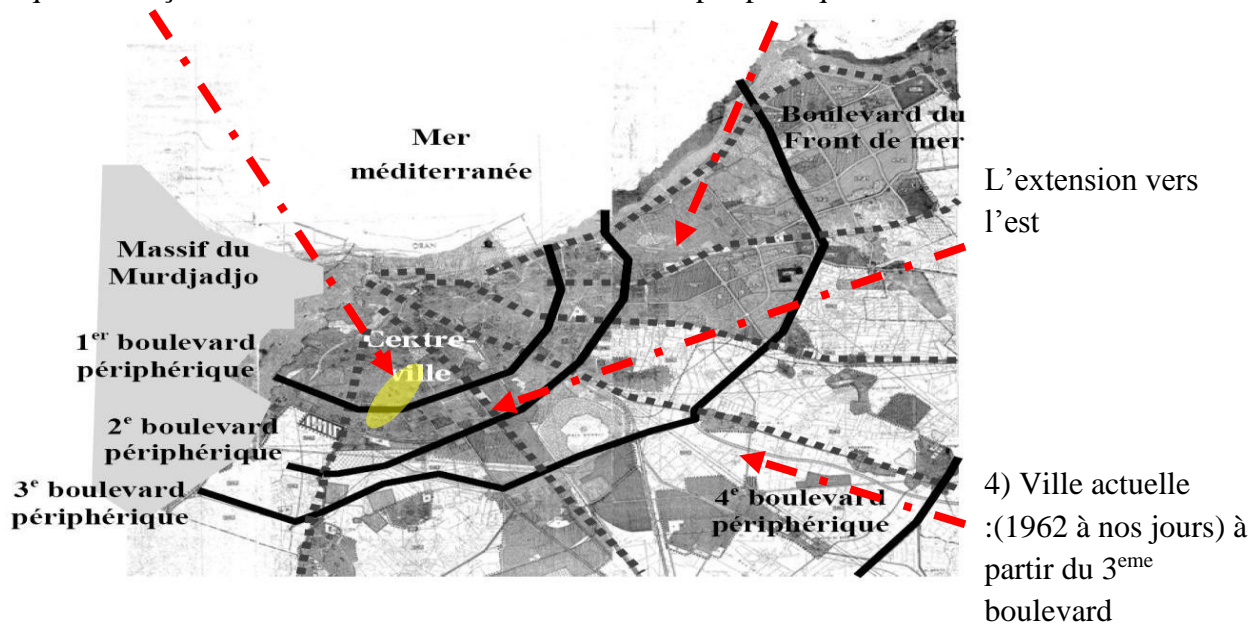 Mer
méditerranée
Boulevard du
Front de mer
L’extension vers
l’est
ORAN
Massif du
Murdjadjo
1er boulevard
périphérique
Centre-
ville
2e boulevard
périphérique
3e boulevard
périphérique
4e boulevard
périphérique
4) Ville actuelle
:(1962 à nos jours) à
partir du 3eme
boulevard